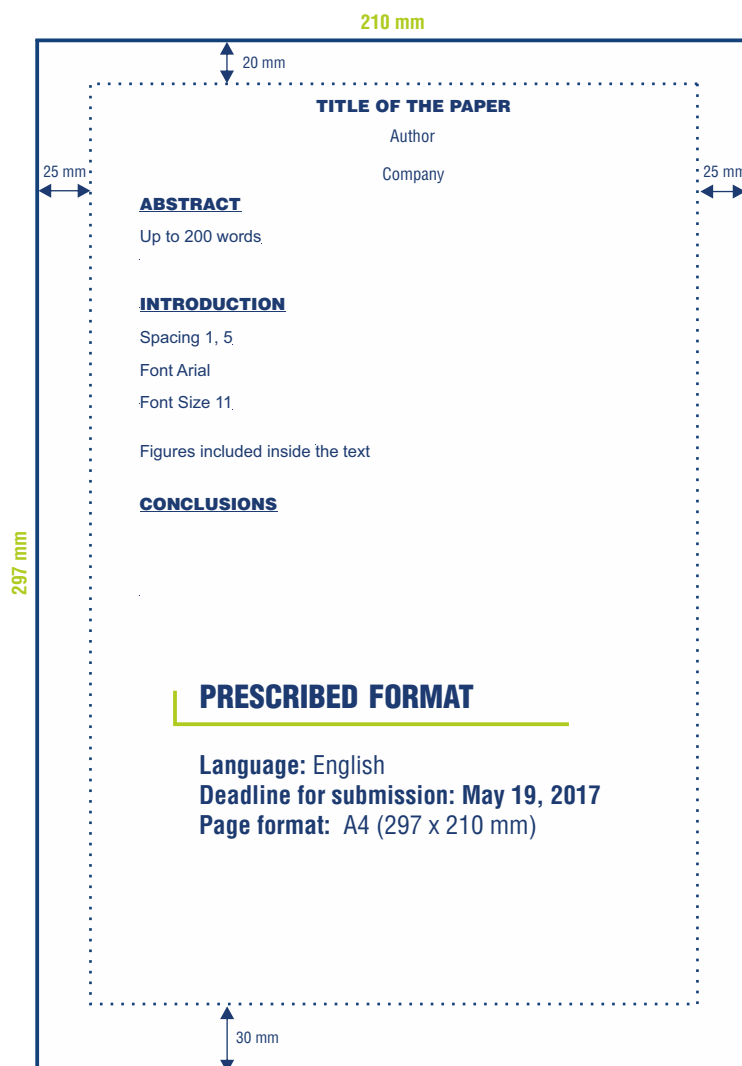 210 mm
20 mm
TITLE OF THE PAPER
Author
25 mm
25 mm
Company
ABSTRACT
Up to 200 words
INTRODUCTION
Spacing 1, 5
Font Arial
Font Size 11
Figures included inside the text
CONCLUSIONS
297 mm
PRESCRIBED FORMAT
Language: English
Deadline for submission: May 19, 2017
Page format: A4 (297 x 210 mm)
30 mm